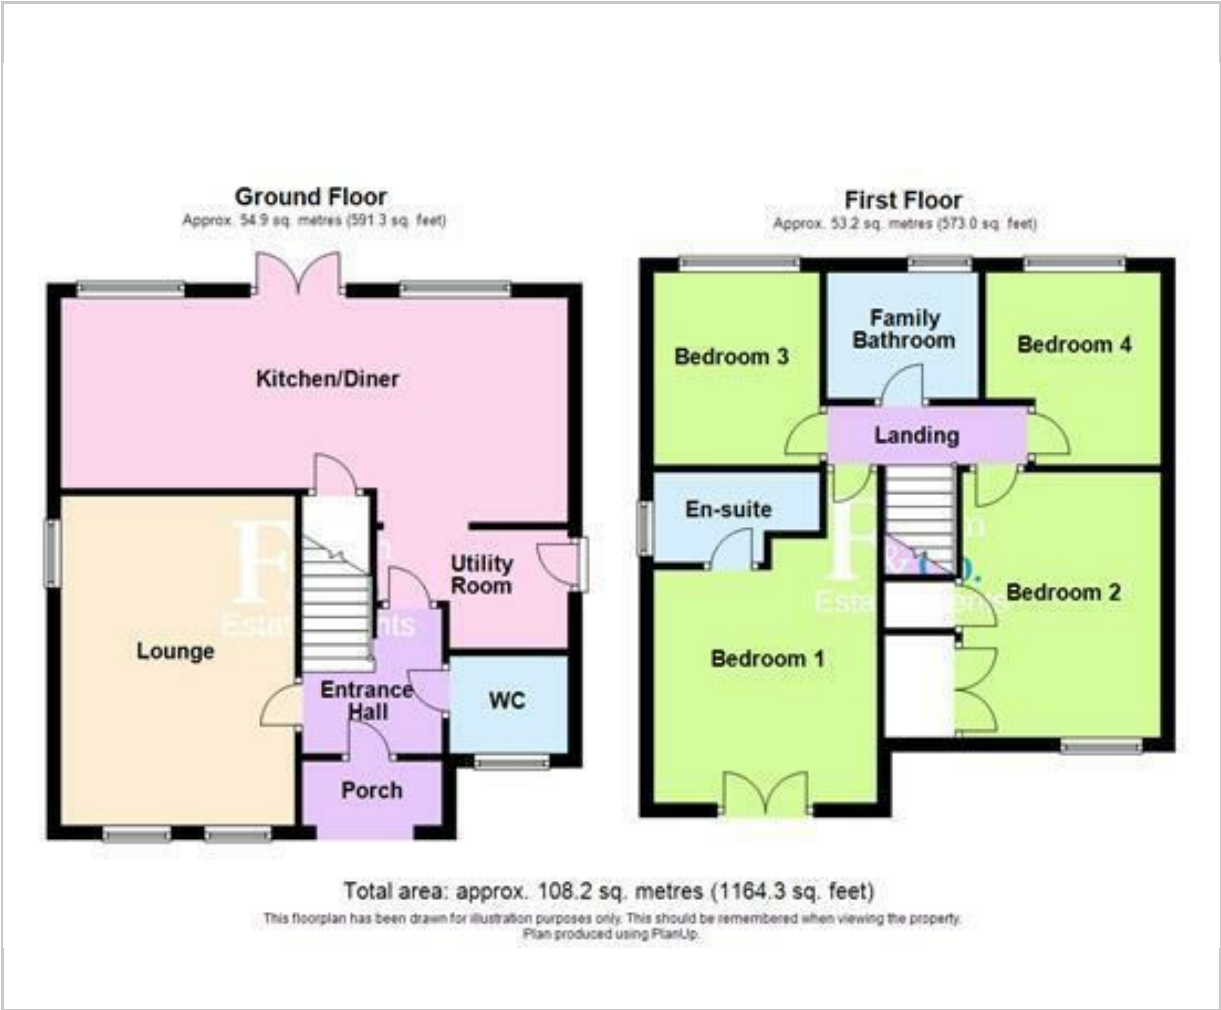 Ground Floor
Approx. 54.9 sq. metres (591.3 sq. feet)
Kitchen/Diner
Utility
Room
Lounge
Entrance
Hall
WC
Porch
First Floor
Approx. 53.2 sq. metres (573.0 sq. feet)
Family
Bathroom
Bedroom 3
Bedroom 4
Landing
En-suite
Bedroom 2
Bedroom 1
Total area: approx. 108.2 sq. metres (1164.3 sq. feet)
This floorplan has been drawn for illustration purposes only. This should be remembered when viewing the property.
Plan produced using PlanUp.